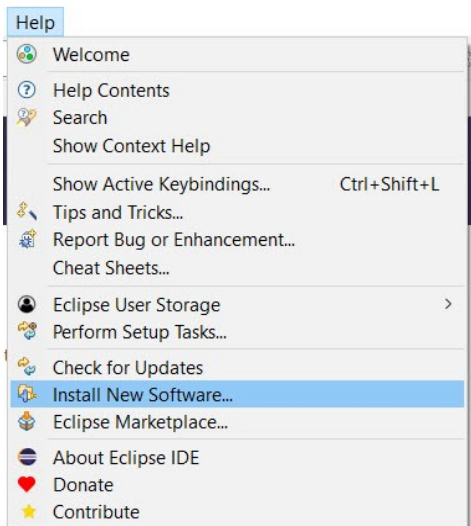 Help
Welcome
Help Contents
Search
Show Context Help
Show Active Keybindings... Ctrl+Shift+L
Tips and Tricks...
Report Bug or Enhancement...
Cheat Sheets...
Eclipse User Storage
Perform Setup Tasks...
Check for Updates
Install New Software...
Eclipse Marketplace...
About Eclipse IDE
Donate
Contribute